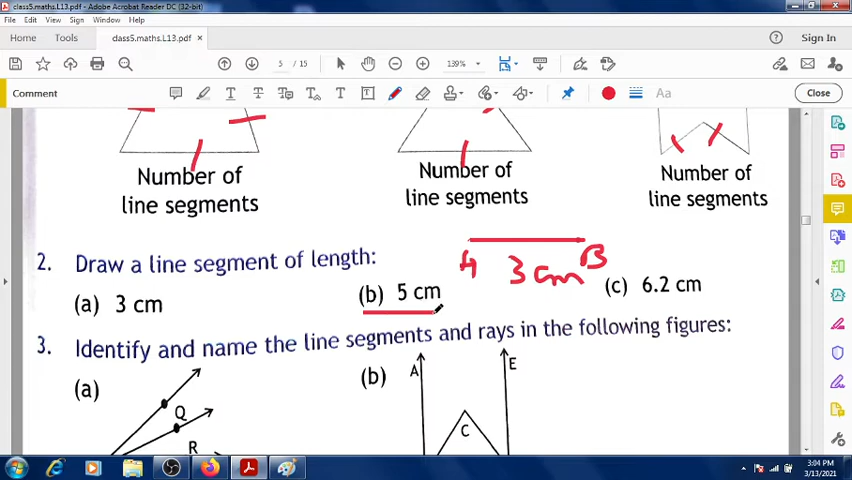 class5.maths.L13.pdf - Adobe Acrobat Reader DC (32-bit)
File Edit View Sign Window Help
Home Tools class5.maths.L13.pdf × Sign In
5 / 15 139%
Comment Aa Close
Number of
line segments
Number of
line segments
Number of
line segments
2. Draw a line segment of length:
A 3 cm B
(a) 3 cm (b) 5 cm (c) 6.2 cm
3. Identify and name the line segments and rays in the following figures:
(a) Q R
(b) A E C
3:04 PM
3/13/2021